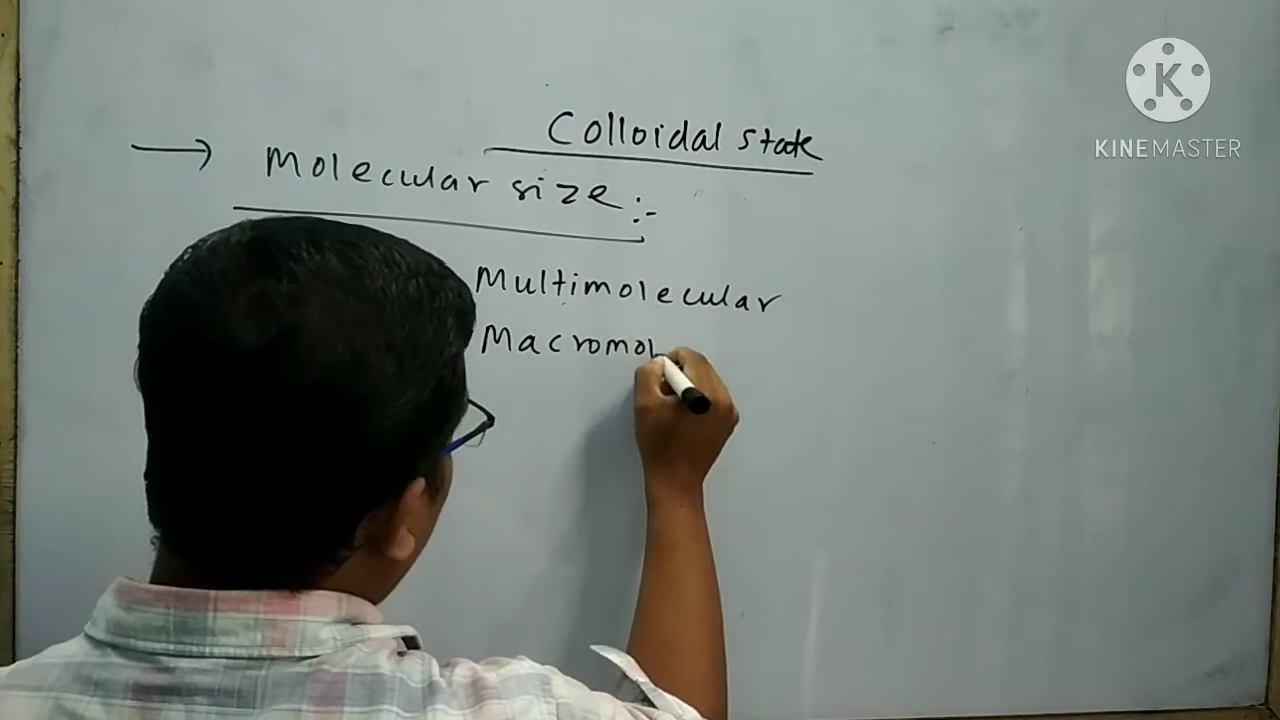 Colloidal state
→ Molecular size :-
Multimolecular
Macromol
K
KINEMASTER